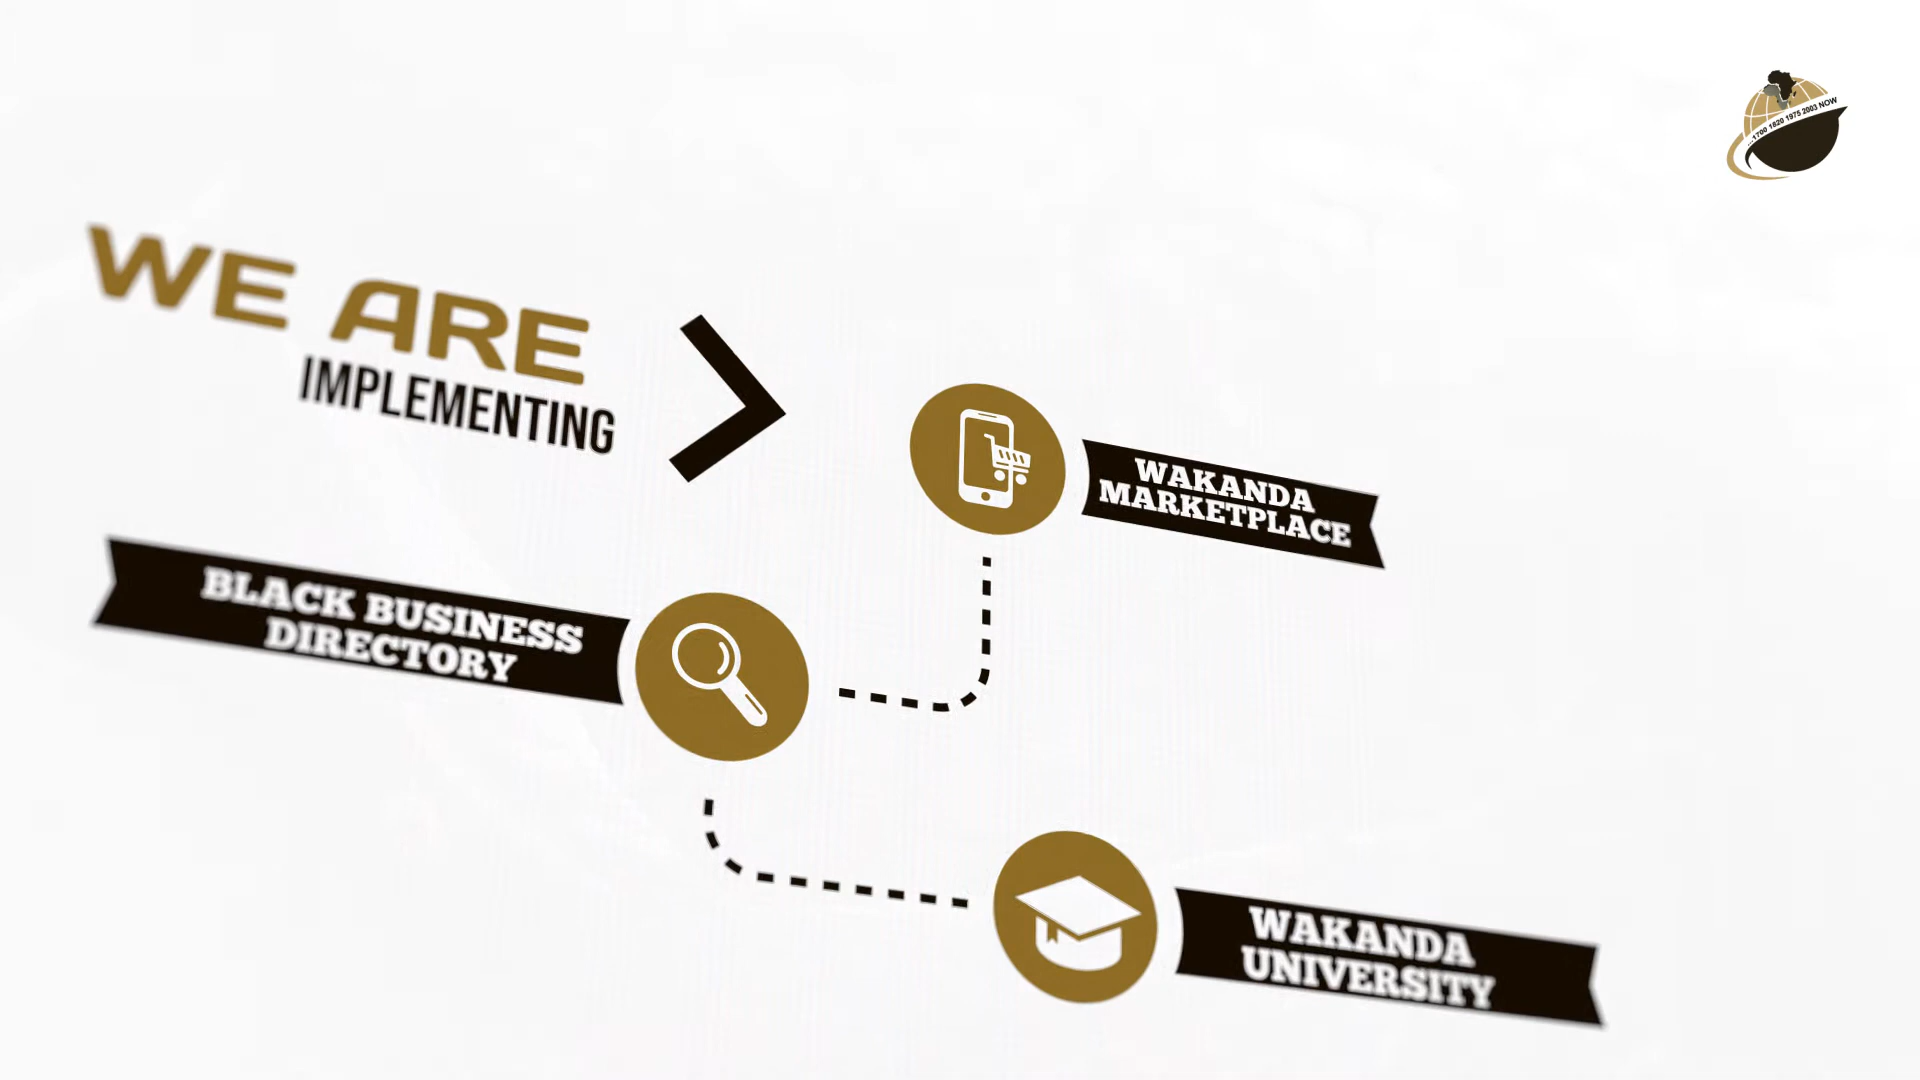 ...1700 1820 1975 2003 NOW
WE ARE
IMPLEMENTING
WAKANDA
MARKETPLACE
BLACK BUSINESS
DIRECTORY
WAKANDA
UNIVERSITY